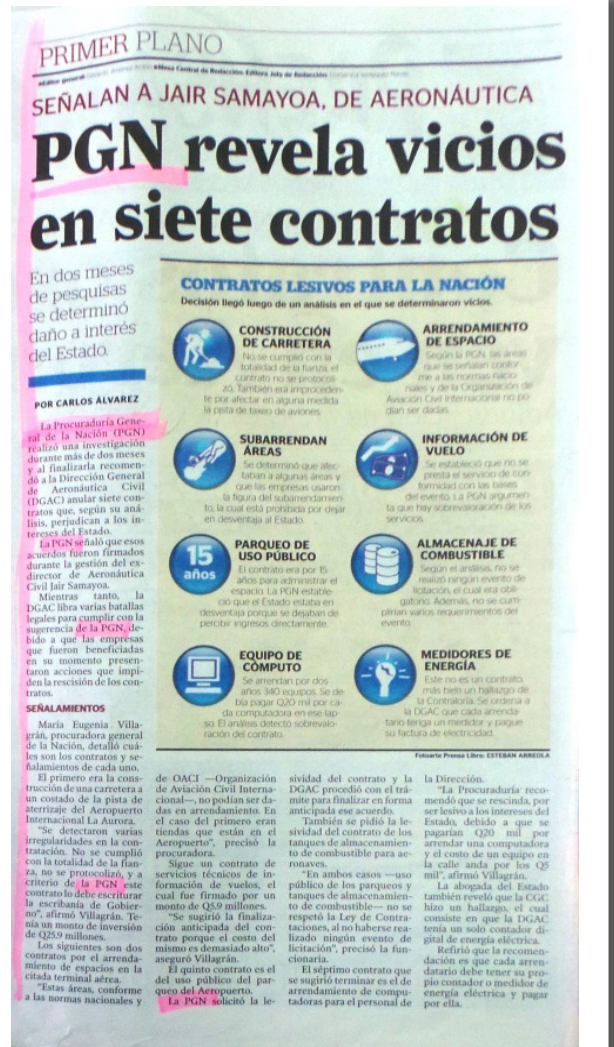 PRIMER PLANO
SEÑALAN A JAIR SAMAYOA, DE AERONÁUTICA
PGN revela vicios
en siete contratos
En dos meses
de pesquisas
se determinó
daño a interés
del Estado.
POR CARLOS ÁLVAREZ
La Procuraduría Gene-
ral de la Nación (PGN)
realizó una investigación
durante más de dos meses
y al finalizarla recomen-
dó a la Dirección General
de Aeronáutica Civil
(DGAC) anular siete con-
tratos que, según su aná-
lisis, perjudican a los in-
tereses del Estado.
La PGN señaló que esos
acuerdos fueron firmados
durante la gestión del ex-
director de Aeronáutica
Civil Jair Samayoa.
Mientras tanto, la
DGAC libra varias batallas
legales para cumplir con la
sugerencia de la PGN, de-
bido a que las empresas
que fueron beneficiadas
en su momento presen-
taron acciones que impi-
den la rescisión de los con-
tratos.
SEÑALAMIENTOS
María Eugenia Villa-
grán, procuradora general
de la Nación, detalló cuá-
les son los contratos y se-
ñalamientos de cada uno.
El primero era la cons-
trucción de una carretera a
un costado de la pista de
aterrizaje del Aeropuerto
Internacional La Aurora.
"Se detectaron varias
irregularidades en la con-
tratación. No se cumplió
con la totalidad de la fian-
za, no se protocolizó, y a
criterio de la PGN este
contrato lo debe escriturar
la escribanía de Gobier-
no", afirmó Villagrán. Te-
nía un monto de inversión
de Q25.9 millones.
Los siguientes son dos
contratos por el arrenda-
miento de espacios en la
citada terminal aérea.
"Estas áreas, conforme
a las normas nacionales y
CONTRATOS LESIVOS PARA LA NACIÓN
Decisión llegó luego de un análisis en el que se determinaron vicios.
CONSTRUCCIÓN
DE CARRETERA
No se cumplió con la
totalidad de la fianza, el
contrato no se protocoli-
zó. También era improceden-
te por afectar en alguna medida
la pista de taxeo de aviones.
ARRENDAMIENTO
DE ESPACIO
Según la PGN, las áreas
que se señalan confor-
me a las normas nacio-
nales y de la Organización de
Aviación Civil Internacional no po-
dían ser dadas.
SUBARRENDAN
ÁREAS
Se determinó que afec-
taban a algunas áreas y
que las empresas usaron
la figura del subarrendamien-
to, la cual está prohibida por dejar
en desventaja al Estado.
INFORMACIÓN DE
VUELO
Se estableció que no se
presta el servicio de con-
formidad con las bases
del evento. La PGN argumen-
ta que hay sobrevaloración de los
servicios.
15
años
PARQUEO DE
USO PÚBLICO
El contrato era por 15
años para administrar el
espacio. La PGN estable-
ció que el Estado estaba en
desventaja porque se dejaban de
percibir ingresos directamente.
ALMACENAJE DE
COMBUSTIBLE
Según el análisis, no se
realizó ningún evento de
licitación, el cual era obli-
gatorio. Además, no se cum-
plirían varios requerimientos del
evento.
EQUIPO DE
CÓMPUTO
Se arriendan por dos
años 340 equipos. Se de-
bía pagar Q20 mil por ca-
da computadora en ese lap-
so. El análisis detectó sobrevalo-
ración del contrato.
MEDIDORES DE
ENERGÍA
Este no es un contrato,
más bien un hallazgo de
la Contraloría. Se ordena a
la DGAC que cada arrenda-
tario tenga un medidor y pague
su factura de electricidad.
Fotoarte Prensa Libre: ESTEBAN ARREOLA
de OACI —Organización
de Aviación Civil Interna-
cional—, no podían ser da-
das en arrendamiento. En
el caso del primero eran
tiendas que están en el
Aeropuerto", precisó la
procuradora.
Sigue un contrato de
servicios técnicos de in-
formación de vuelos, el
cual fue firmado por un
monto de Q5.9 millones.
"Se sugirió la finaliza-
ción anticipada del con-
trato porque el costo del
mismo es demasiado alto",
aseguró Villagrán.
El quinto contrato es el
del uso público del par-
queo del Aeropuerto.
La PGN solicitó la le-
sividad del contrato y la
DGAC procedió con el trá-
mite para finalizar en forma
anticipada ese acuerdo.
También se pidió la le-
sividad del contrato de los
tanques de almacenamien-
to de combustible para ae-
ronaves.
"En ambos casos —uso
público de los parqueos y
tanques de almacenamien-
to de combustible— no se
respetó la Ley de Contra-
taciones, al no haberse rea-
lizado ningún evento de
licitación", precisó la fun-
cionaria.
El séptimo contrato que
se sugirió terminar es el de
arrendamiento de compu-
tadoras para el personal de
la Dirección.
"La Procuraduría reco-
mendó que se rescinda, por
ser lesivo a los intereses del
Estado, debido a que se
pagarían Q20 mil por
arrendar una computadora
y el costo de un equipo en
la calle anda por los Q5
mil", afirmó Villagrán.
La abogada del Estado
también reveló que la CGC
hizo un hallazgo, el cual
consiste en que la DGAC
tenía un solo contador di-
gital de energía eléctrica.
Refirió que la recomen-
dación es que cada arren-
datario debe tener su pro-
pio contador o medidor de
energía eléctrica y pagar
por ella.